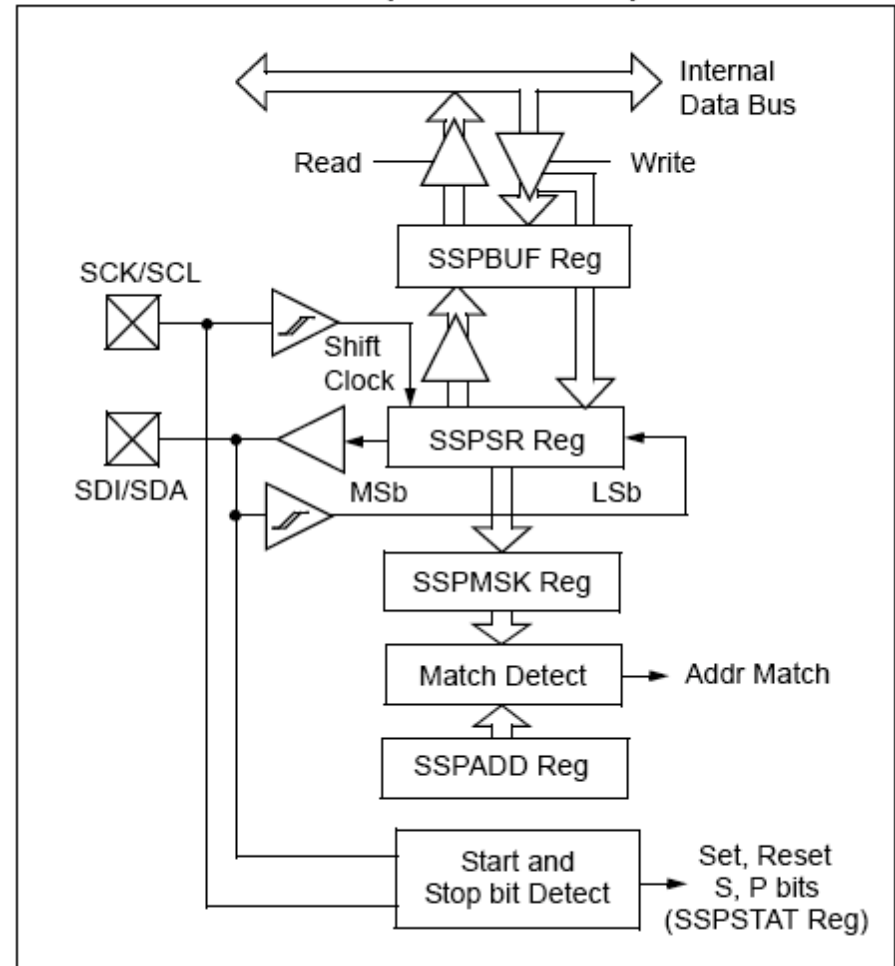 Internal
Data Bus
Read
Write
SSPBUF Reg
SCK/SCL
Shift
Clock
SSPSR Reg
SDI/SDA
MSb
LSb
SSPMSK Reg
Match Detect
Addr Match
SSPADD Reg
Start and
Stop bit Detect
Set, Reset
S, P bits
(SSPSTAT Reg)